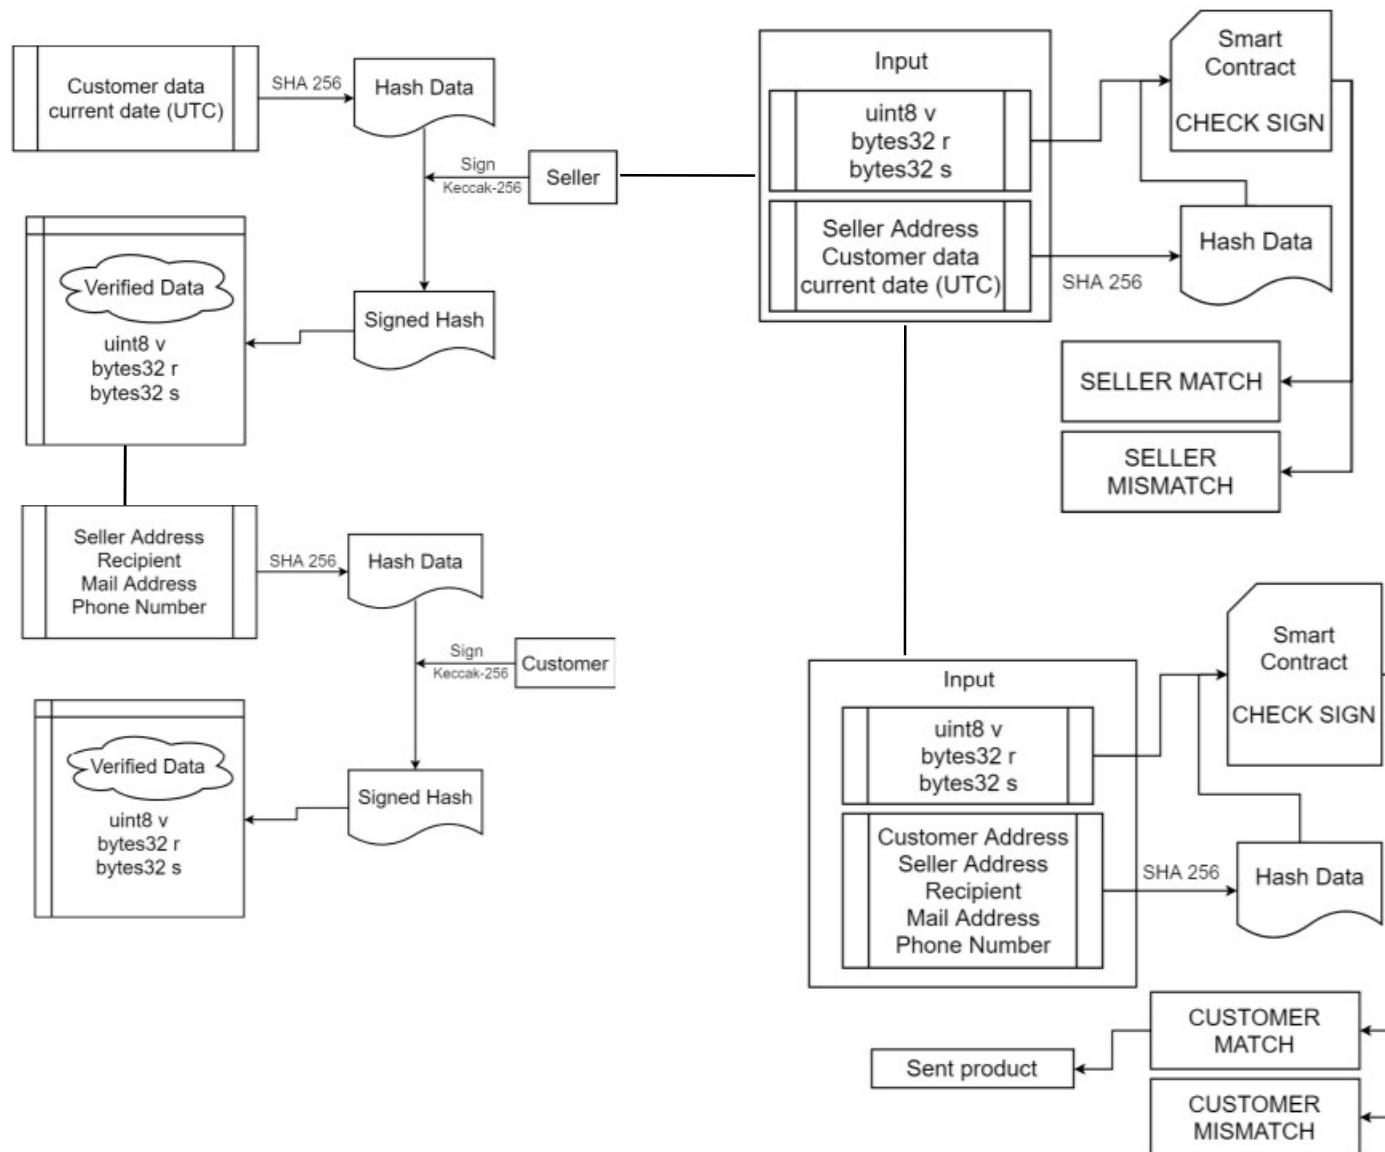 Customer data
current date (UTC)
SHA 256
Hash Data
Sign
Keccak-256
Seller
Verified Data
uint8 v
bytes32 r
bytes32 s
Signed Hash
Seller Address
Recipient
Mail Address
Phone Number
SHA 256
Hash Data
Sign
Keccak-256
Customer
Verified Data
uint8 v
bytes32 r
bytes32 s
Signed Hash
Input
uint8 v
bytes32 r
bytes32 s
Seller Address
Customer data
current date (UTC)
SHA 256
Smart
Contract
CHECK SIGN
Hash Data
SELLER MATCH
SELLER
MISMATCH
Input
uint8 v
bytes32 r
bytes32 s
Customer Address
Seller Address
Recipient
Mail Address
Phone Number
SHA 256
Smart
Contract
CHECK SIGN
Hash Data
CUSTOMER
MATCH
Sent product
CUSTOMER
MISMATCH